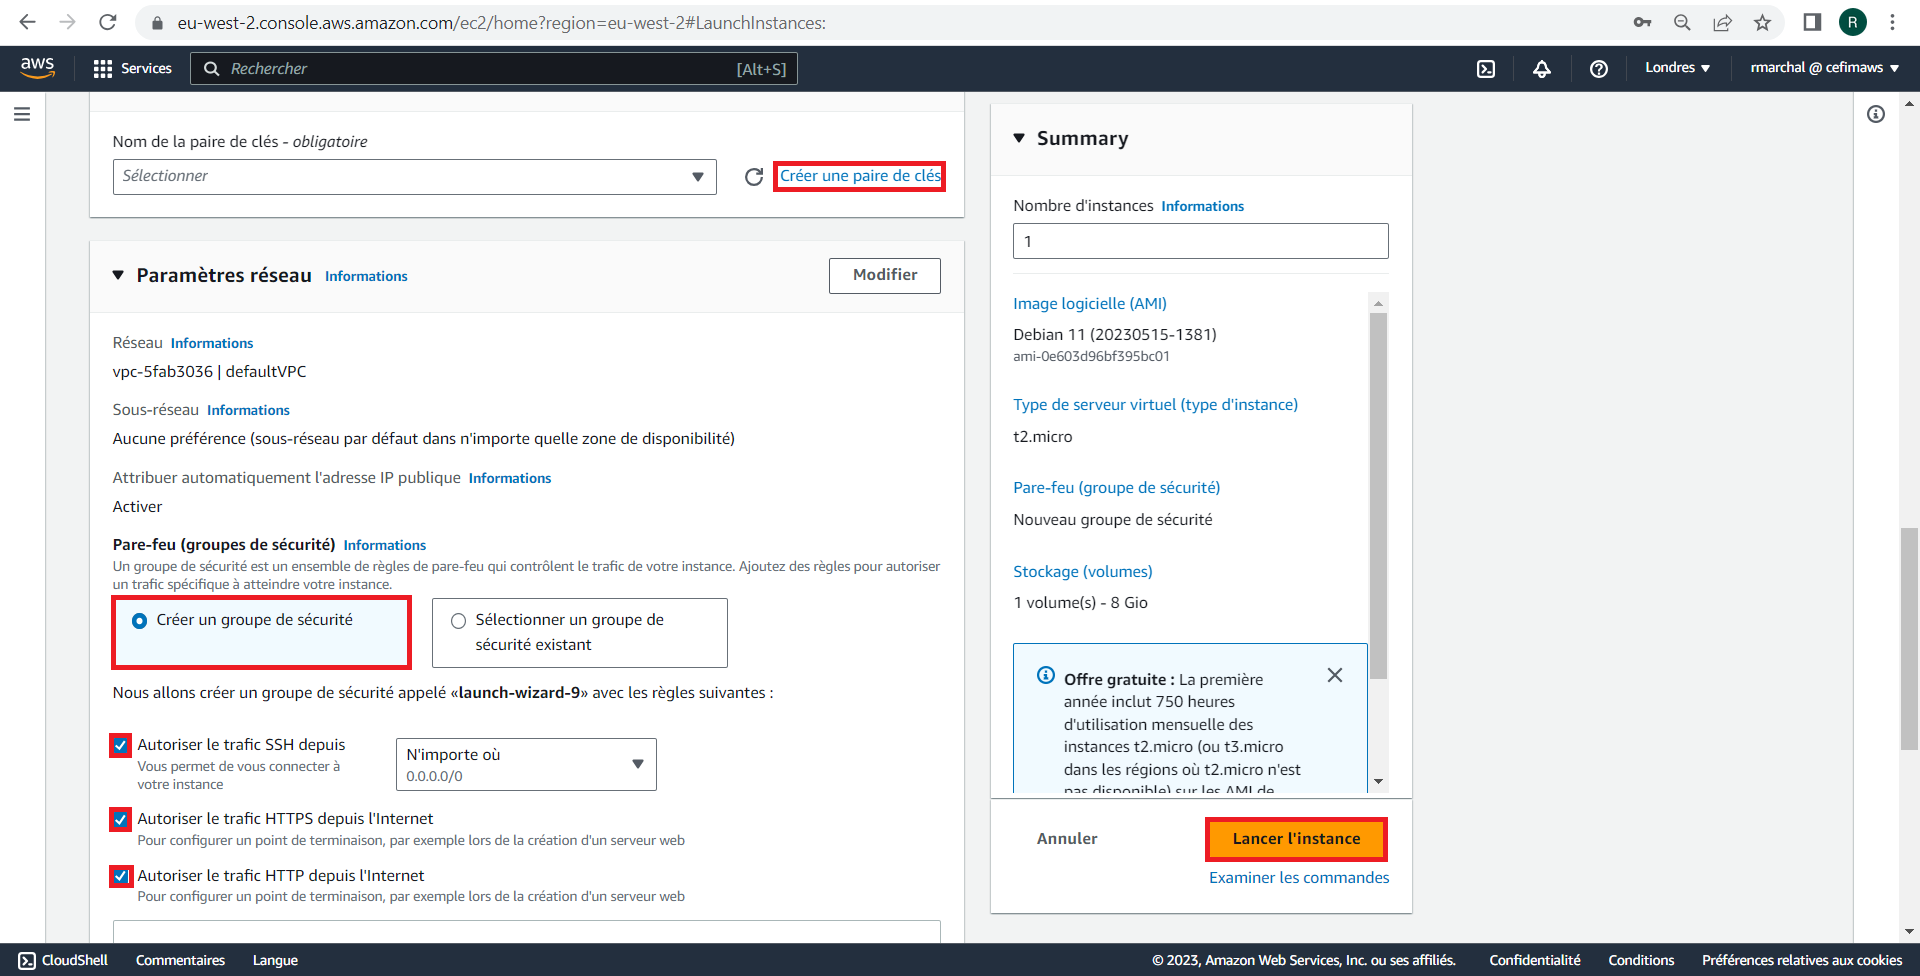 eu-west-2.console.aws.amazon.com/ec2/home?region=eu-west-2#LaunchInstances:
R
aws
Services
Rechercher
[Alt+S]
Londres
rmarchal @ cefimaws
Nom de la paire de clés - obligatoire
Sélectionner
Créer une paire de clés
Paramètres réseau Informations
Modifier
Réseau Informations
vpc-5fab3036 | defaultVPC
Sous-réseau Informations
Aucune préférence (sous-réseau par défaut dans n'importe quelle zone de disponibilité)
Attribuer automatiquement l'adresse IP publique Informations
Activer
Pare-feu (groupes de sécurité) Informations
Un groupe de sécurité est un ensemble de règles de pare-feu qui contrôlent le trafic de votre instance. Ajoutez des règles pour autoriser
un trafic spécifique à atteindre votre instance.
Créer un groupe de sécurité
Sélectionner un groupe de
sécurité existant
Nous allons créer un groupe de sécurité appelé «launch-wizard-9» avec les règles suivantes :
Autoriser le trafic SSH depuis
Vous permet de vous connecter à
votre instance
N'importe où
0.0.0.0/0
Autoriser le trafic HTTPS depuis l'Internet
Pour configurer un point de terminaison, par exemple lors de la création d'un serveur web
Autoriser le trafic HTTP depuis l'Internet
Pour configurer un point de terminaison, par exemple lors de la création d'un serveur web
Summary
Nombre d'instances Informations
1
Image logicielle (AMI)
Debian 11 (20230515-1381)
ami-0e603d96bf395bc01
Type de serveur virtuel (type d'instance)
t2.micro
Pare-feu (groupe de sécurité)
Nouveau groupe de sécurité
Stockage (volumes)
1 volume(s) - 8 Gio
Offre gratuite : La première
année inclut 750 heures
d'utilisation mensuelle des
instances t2.micro (ou t3.micro
dans les régions où t2.micro n'est
pas disponible) sur les AMI de
Annuler
Lancer l'instance
Examiner les commandes
CloudShell
Commentaires
Langue
© 2023, Amazon Web Services, Inc. ou ses affiliés.
Confidentialité
Conditions
Préférences relatives aux cookies